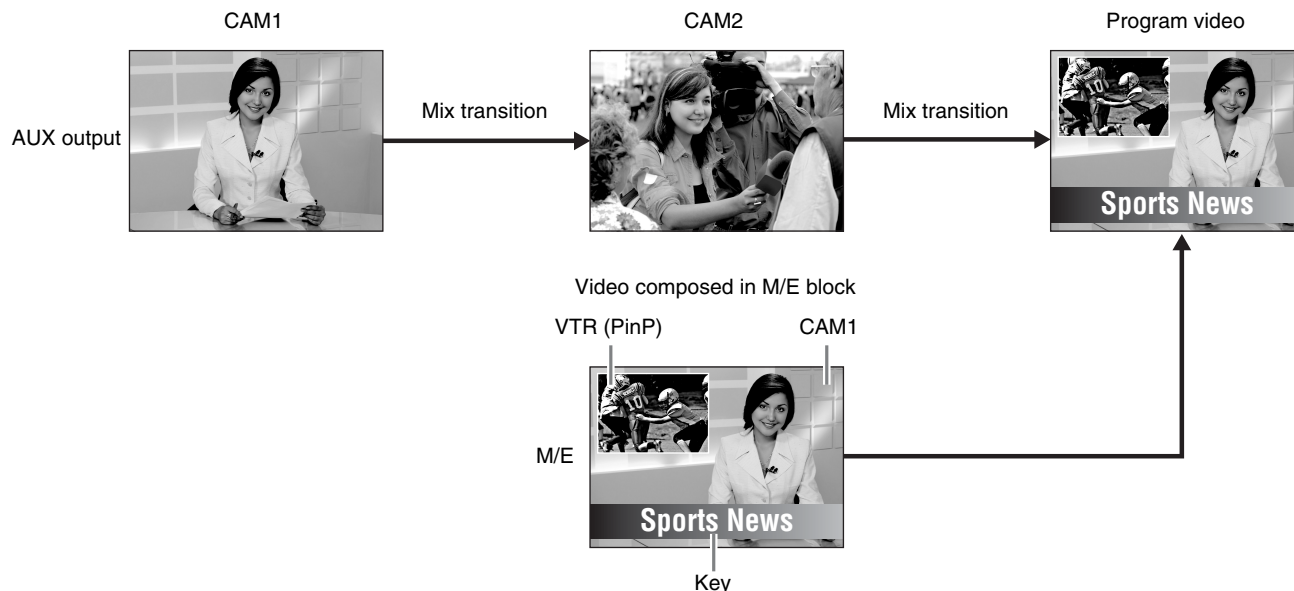 CAM1
CAM2
Program video
AUX output
Mix transition
Mix transition
Sports News
Video composed in M/E block
VTR (PinP)
CAM1
M/E
Sports News
Key